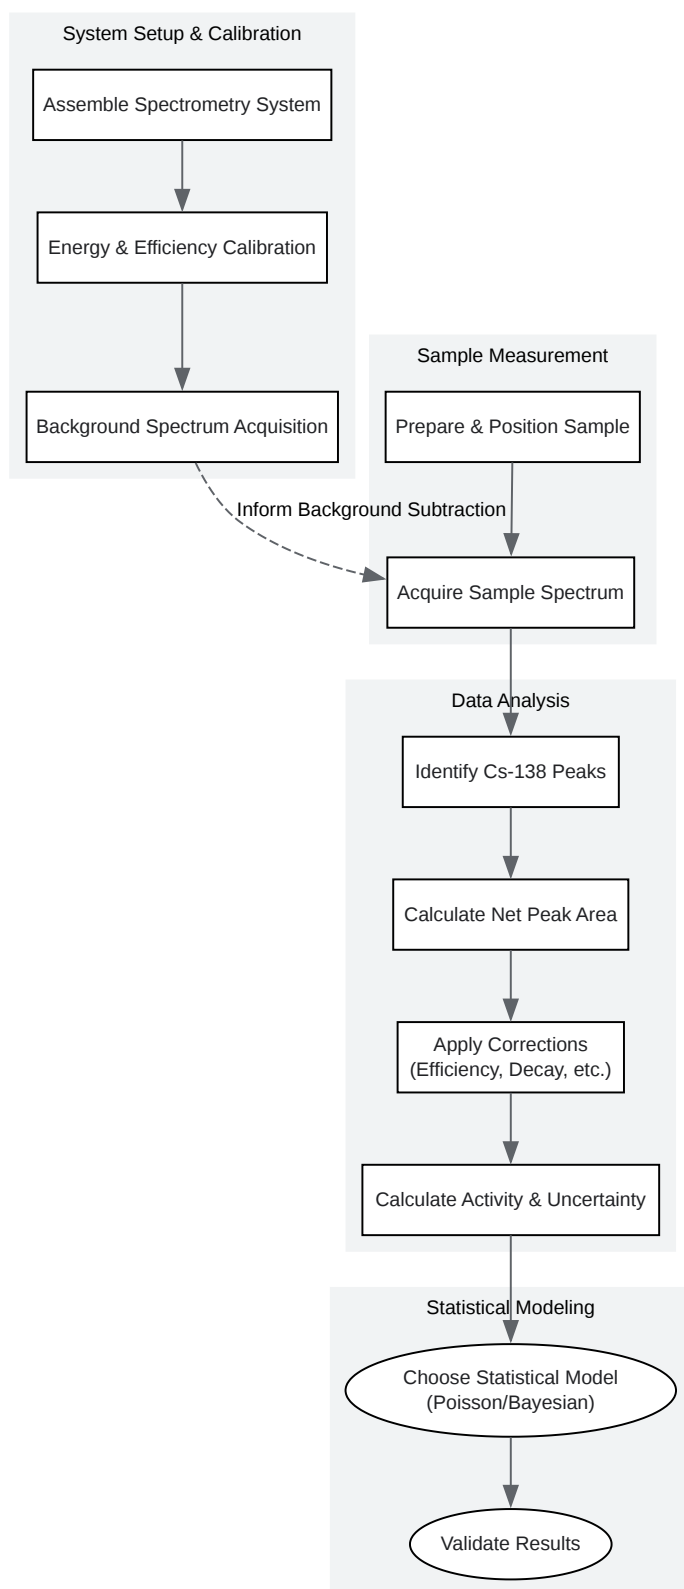 System Setup & Calibration
Assemble Spectrometry System
Energy & Efficiency Calibration
Background Spectrum Acquisition
Sample Measurement
Prepare & Position Sample
Inform Background Subtraction
Acquire Sample Spectrum
Data Analysis
Identify Cs-138 Peaks
Calculate Net Peak Area
Apply Corrections
(Efficiency, Decay, etc.)
Calculate Activity & Uncertainty
Statistical Modeling
Choose Statistical Model
(Poisson/Bayesian)
Validate Results